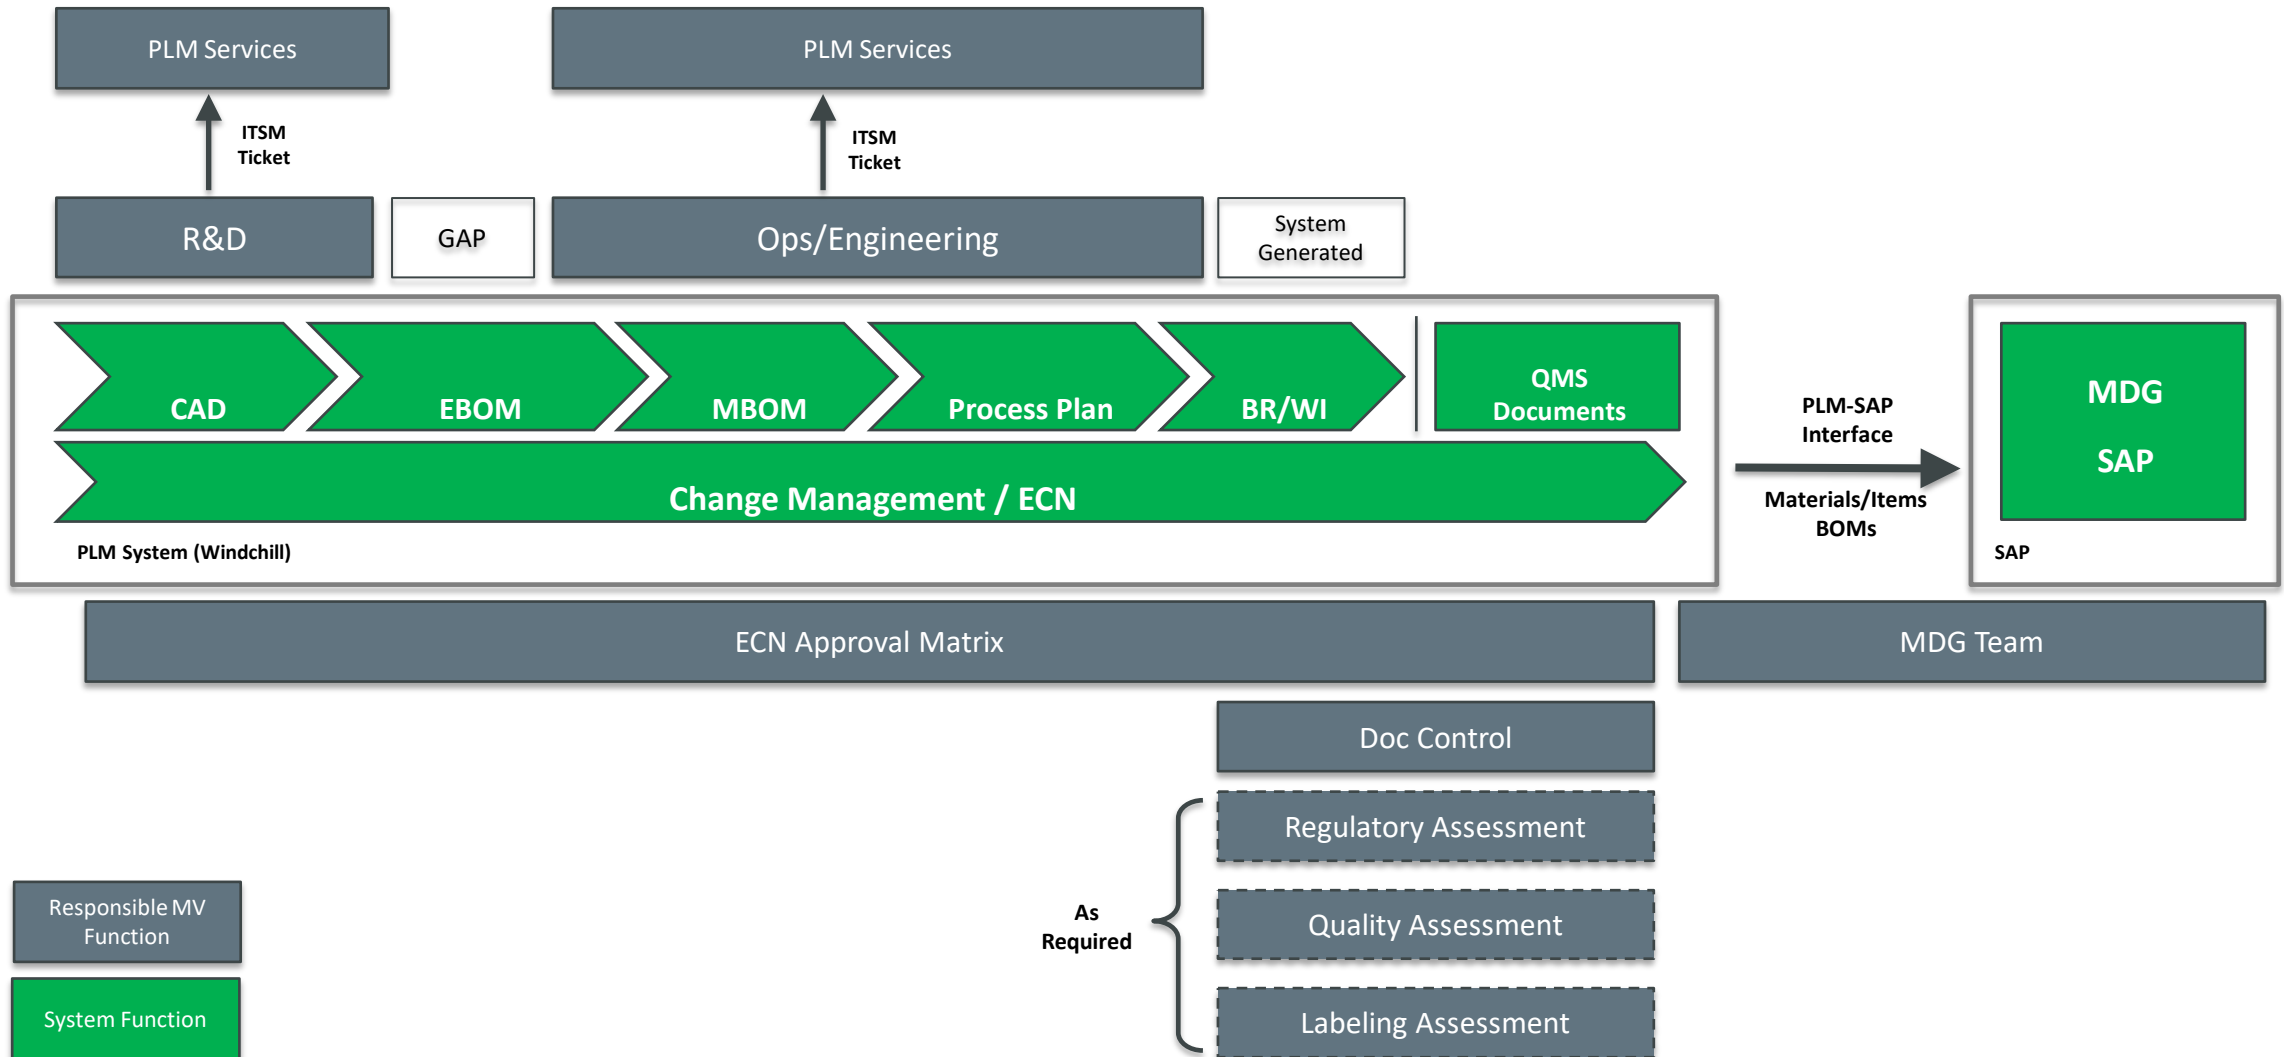 PLM Services
PLM Services
ITSM
Ticket
ITSM
Ticket
R&D
GAP
Ops/Engineering
System
Generated
CAD
EBOM
MBOM
Process Plan
BR/WI
QMS
Documents
Change Management / ECN
PLM System (Windchill)
PLM-SAP
Interface
Materials/Items
BOMs
MDG
SAP
SAP
ECN Approval Matrix
MDG Team
Doc Control
Regulatory Assessment
As
Required
Quality Assessment
Labeling Assessment
Responsible MV
Function
System Function